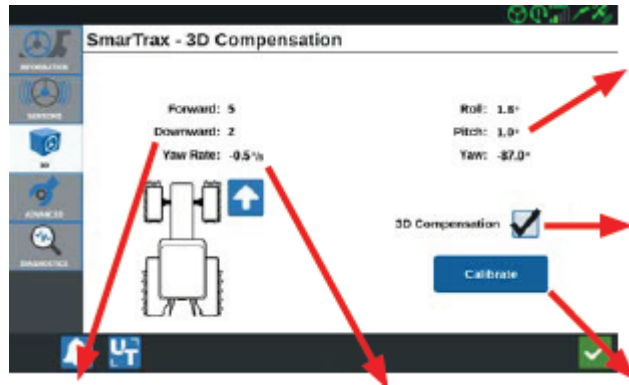 SmarTrax - 3D Compensation
INFORMATION
SENSORS
3D
ADVANCED
DIAGNOSTICS
Forward: 5
Downward: 2
Yaw Rate: -0.5°/s
Roll: 1.8°
Pitch: 1.0°
Yaw: -87.0°
3D Compensation
Calibrate
UT